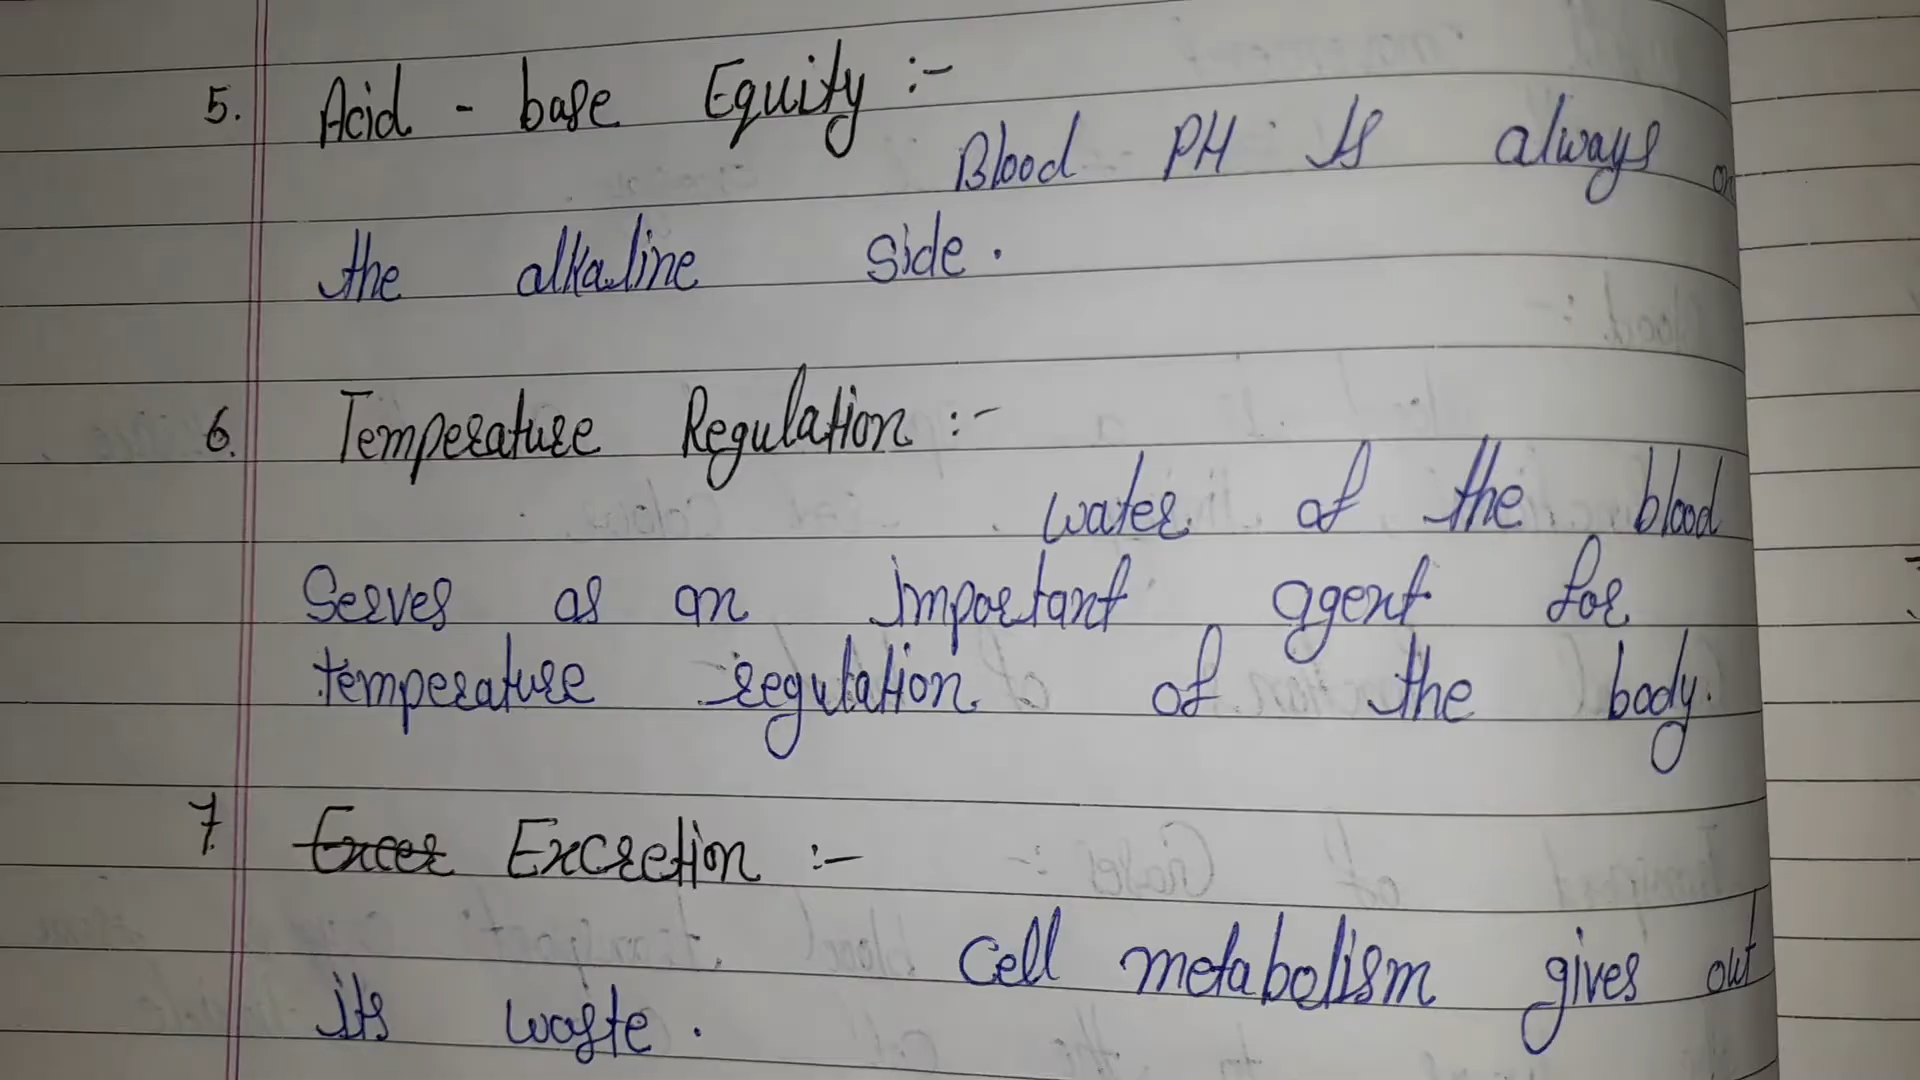 5. Acid - base Equity :-
Blood PH Is always on
the alkaline side.
6. Temperature Regulation :-
water of the blood
Serves as an important agent for
temperature regulation of the body.
7. Excer Excretion :-
Cell metabolism gives out
its waste.